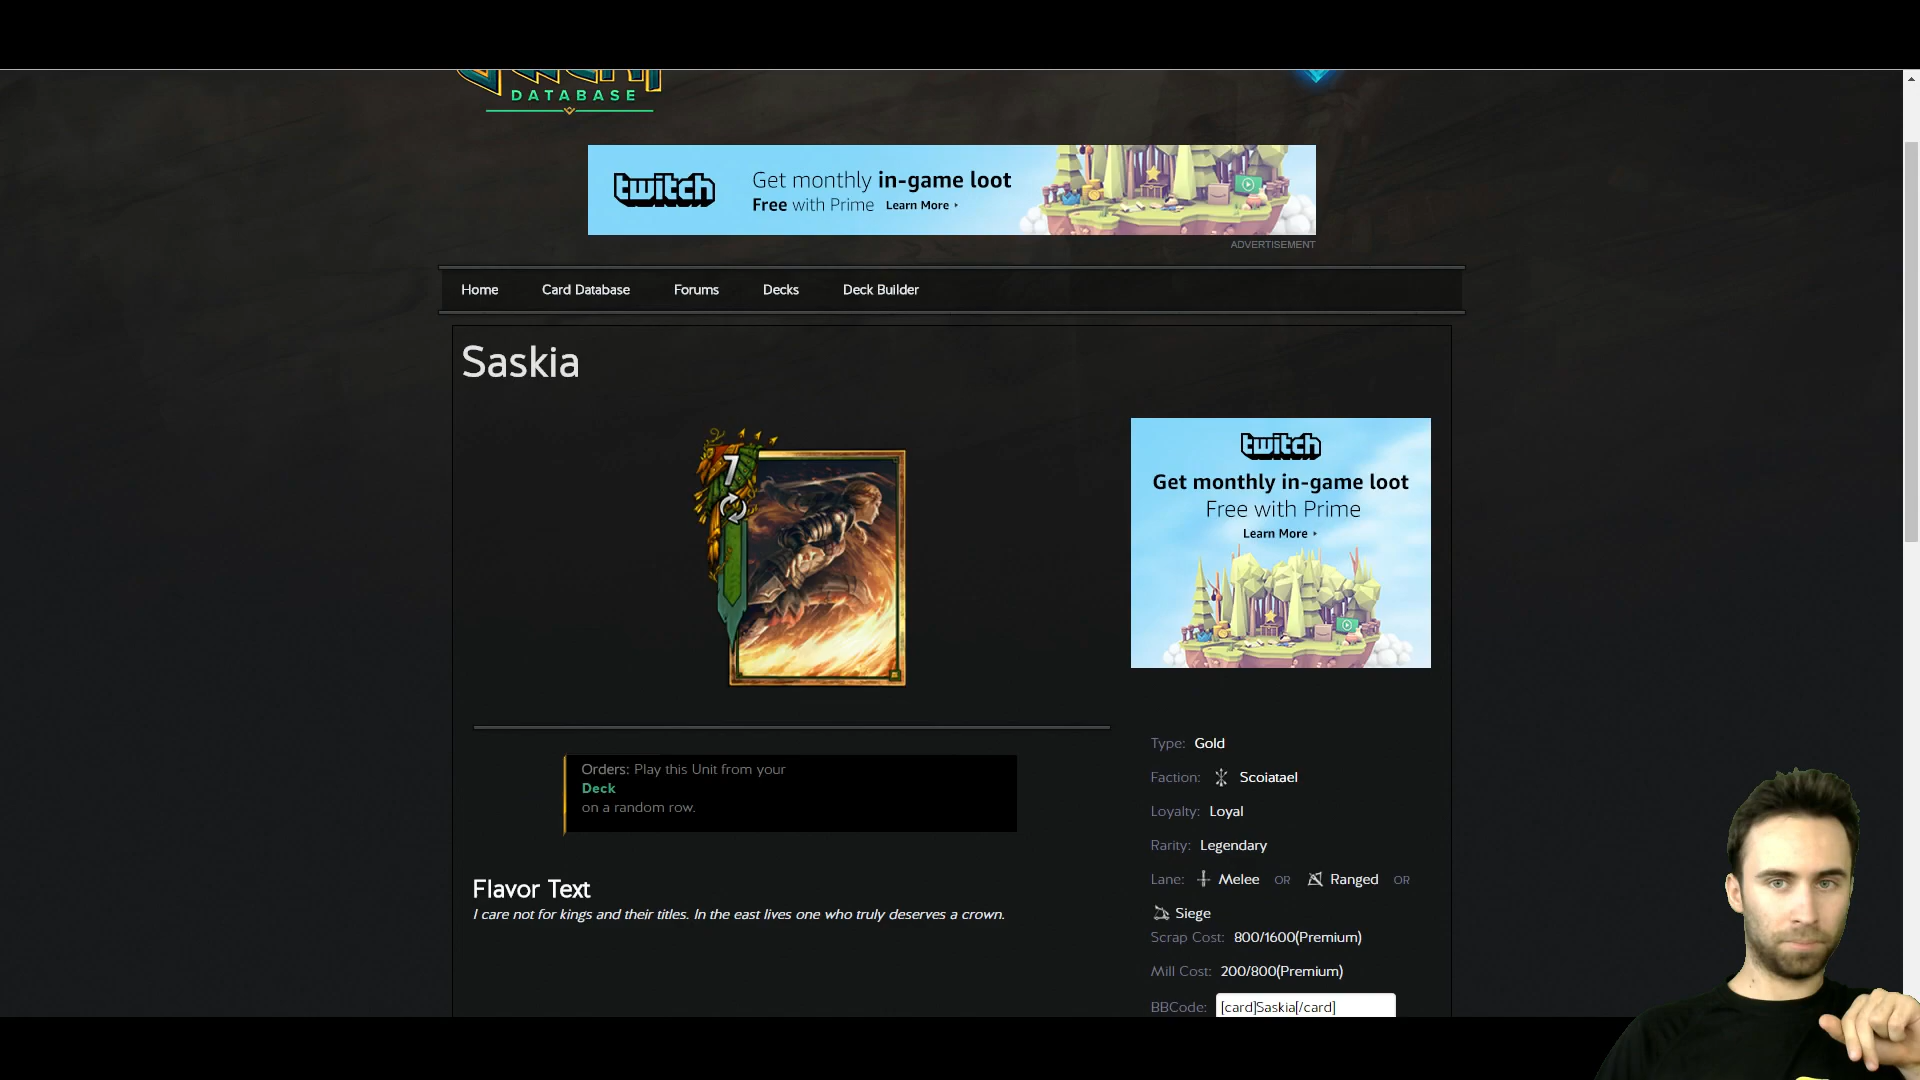 DATABASE
twitch
Get monthly in-game loot
Free with Prime Learn More
ADVERTISEMENT
Home Card Database Forums Decks Deck Builder
Saskia
7
twitch
Get monthly in-game loot
Free with Prime
Learn More
Type: Gold
Orders: Play this Unit from your
Deck
on a random row.
Faction: Scoiatael
Loyalty: Loyal
Rarity: Legendary
Lane: Melee OR Ranged OR
Siege
Flavor Text
I care not for kings and their titles. In the east lives one who truly deserves a crown.
Scrap Cost: 800/1600(Premium)
Mill Cost: 200/800(Premium)
BBCode: [card]Saskia[/card]